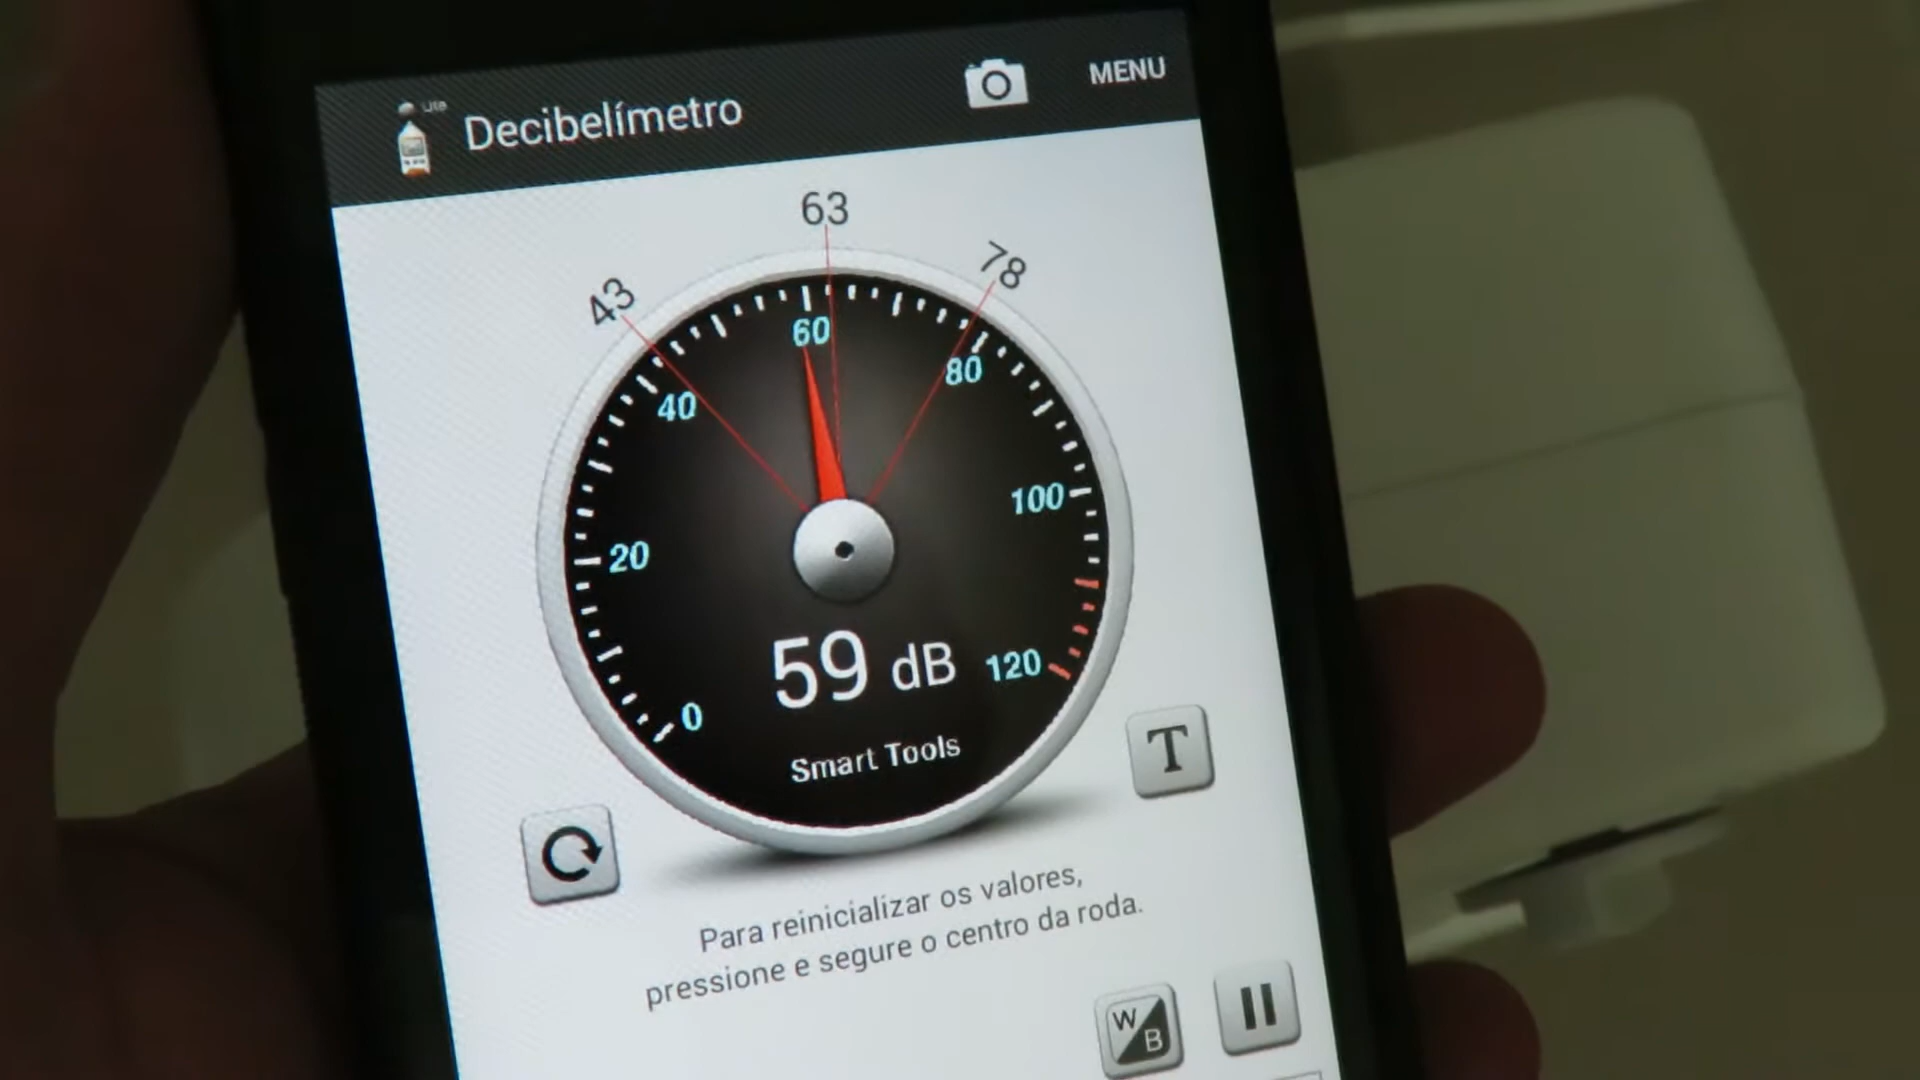 Lite
Decibelímetro
MENU
63
43
78
60
40
80
20
100
0
120
59 dB
Smart Tools
T
Para reinicializar os valores,
pressione e segure o centro da roda.
W
B